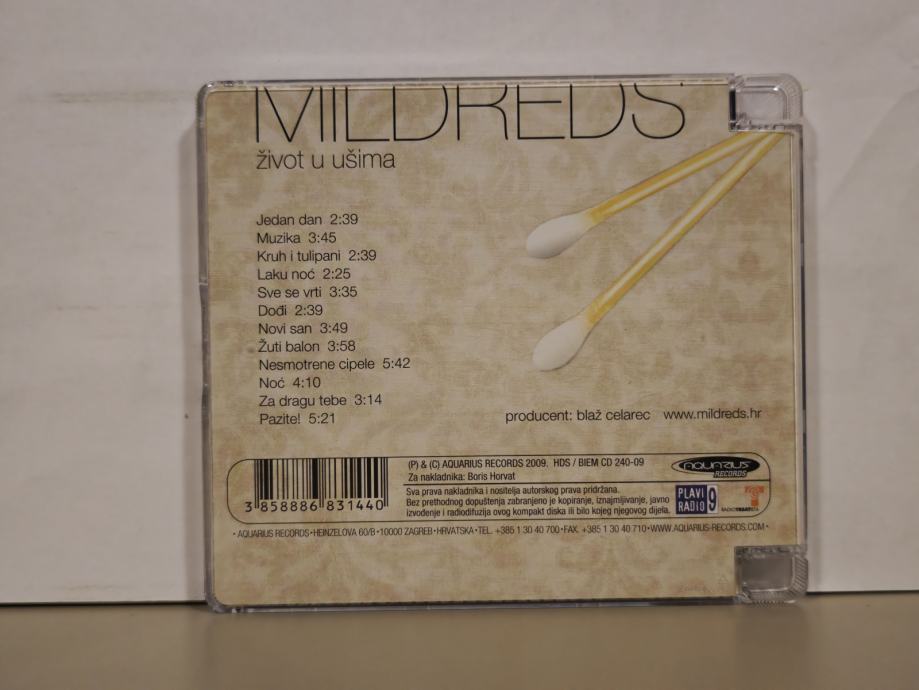 MILDREDS
život u ušima
Jedan dan 2:39
Muzika 3:45
Kruh i tulipani 2:39
Laku noć 2:25
Sve se vrti 3:35
Dođi 2:39
Novi san 3:49
Žuti balon 3:58
Nesmotrene cipele 5:42
Noć 4:10
Za dragu tebe 3:14
Pazite! 5:21
producent: blaž celarec www.mildreds.hr
3 858886 831440
(P) & (C) AQUARIUS RECORDS 2009. HDS / BIEM CD 240-09
Za nakladnika: Boris Horvat
Sva prava nakladnika i nositelja autorskog prava pridržana.
Bez prethodnog dopuštenja zabranjeno je kopiranje, iznajmljivanje, javno
izvođenje i radiodifuzija ovog kompakt diska ili bilo kojeg njegovog dijela.
AQUARIUS
RECORDS
PLAVI
RADIO 9
• AQUARIUS RECORDS • HEINZELOVA 60/B • 10000 ZAGREB • HRVATSKA • TEL. +385 1 30 40 700 • FAX. +385 1 30 40 710 • WWW.AQUARIUS-RECORDS.COM •